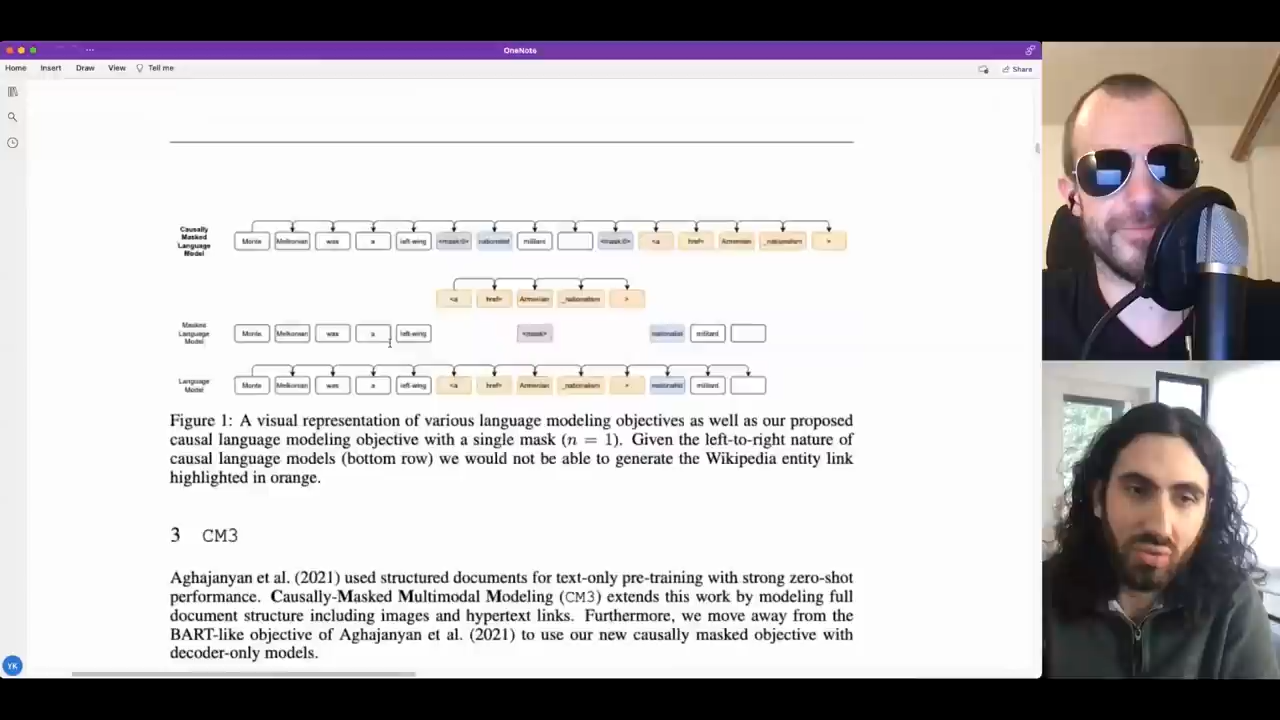 OneNote
Home Insert Draw View Tell me Share
Causally Masked Language Model
Monte Melkonian was a left-wing <mask:0> nationalist militant <mask:0> <a href= Armenian _nationalism >
<a href= Armenian _nationalism >
Masked Language Model
Monte Melkonian was a left-wing <mask> nationalist militant
Language Model
Monte Melkonian was a left-wing <a href= Armenian _nationalism > nationalist militant
Figure 1: A visual representation of various language modeling objectives as well as our proposed
causal language modeling objective with a single mask (n = 1). Given the left-to-right nature of
causal language models (bottom row) we would not be able to generate the Wikipedia entity link
highlighted in orange.
3 CM3
Aghajanyan et al. (2021) used structured documents for text-only pre-training with strong zero-shot
performance. Causally-Masked Multimodal Modeling (CM3) extends this work by modeling full
document structure including images and hypertext links. Furthermore, we move away from the
BART-like objective of Aghajanyan et al. (2021) to use our new causally masked objective with
decoder-only models.
YK